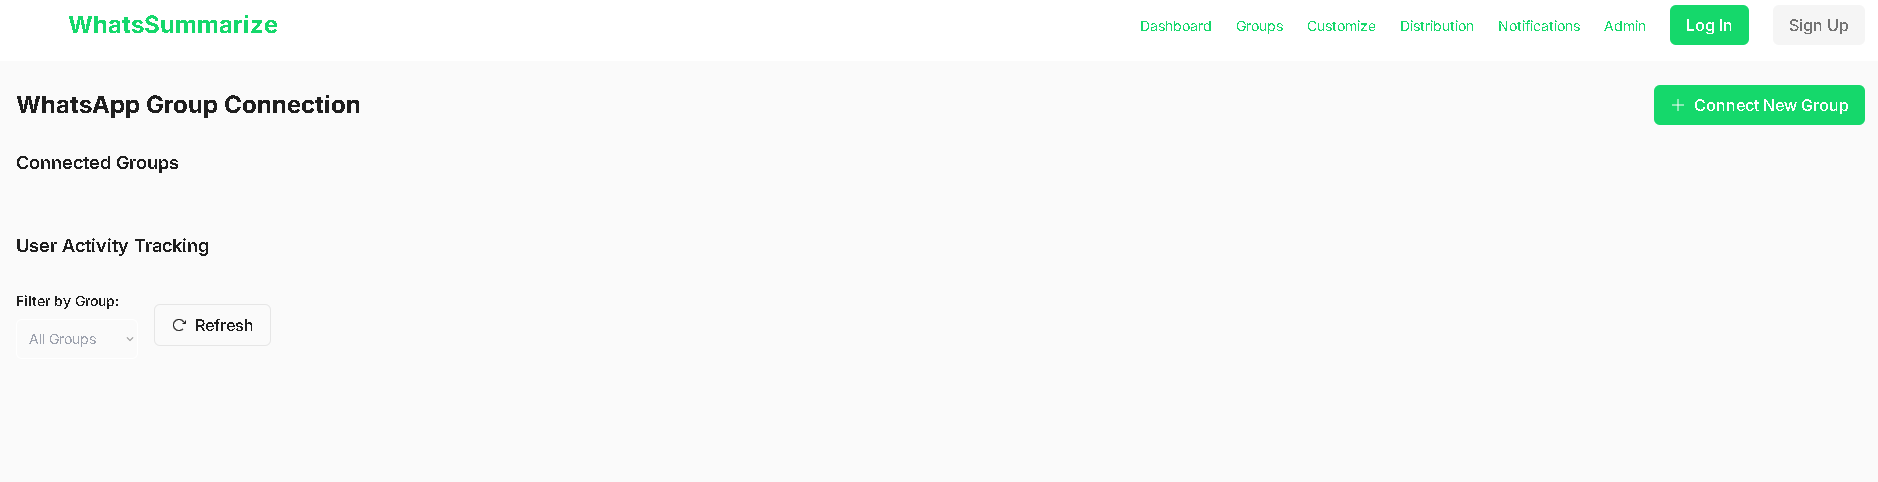 WhatsSummarize
Dashboard Groups Customize Distribution Notifications Admin Log In Sign Up
WhatsApp Group Connection
Connect New Group
Connected Groups
User Activity Tracking
Filter by Group:
All Groups
Refresh